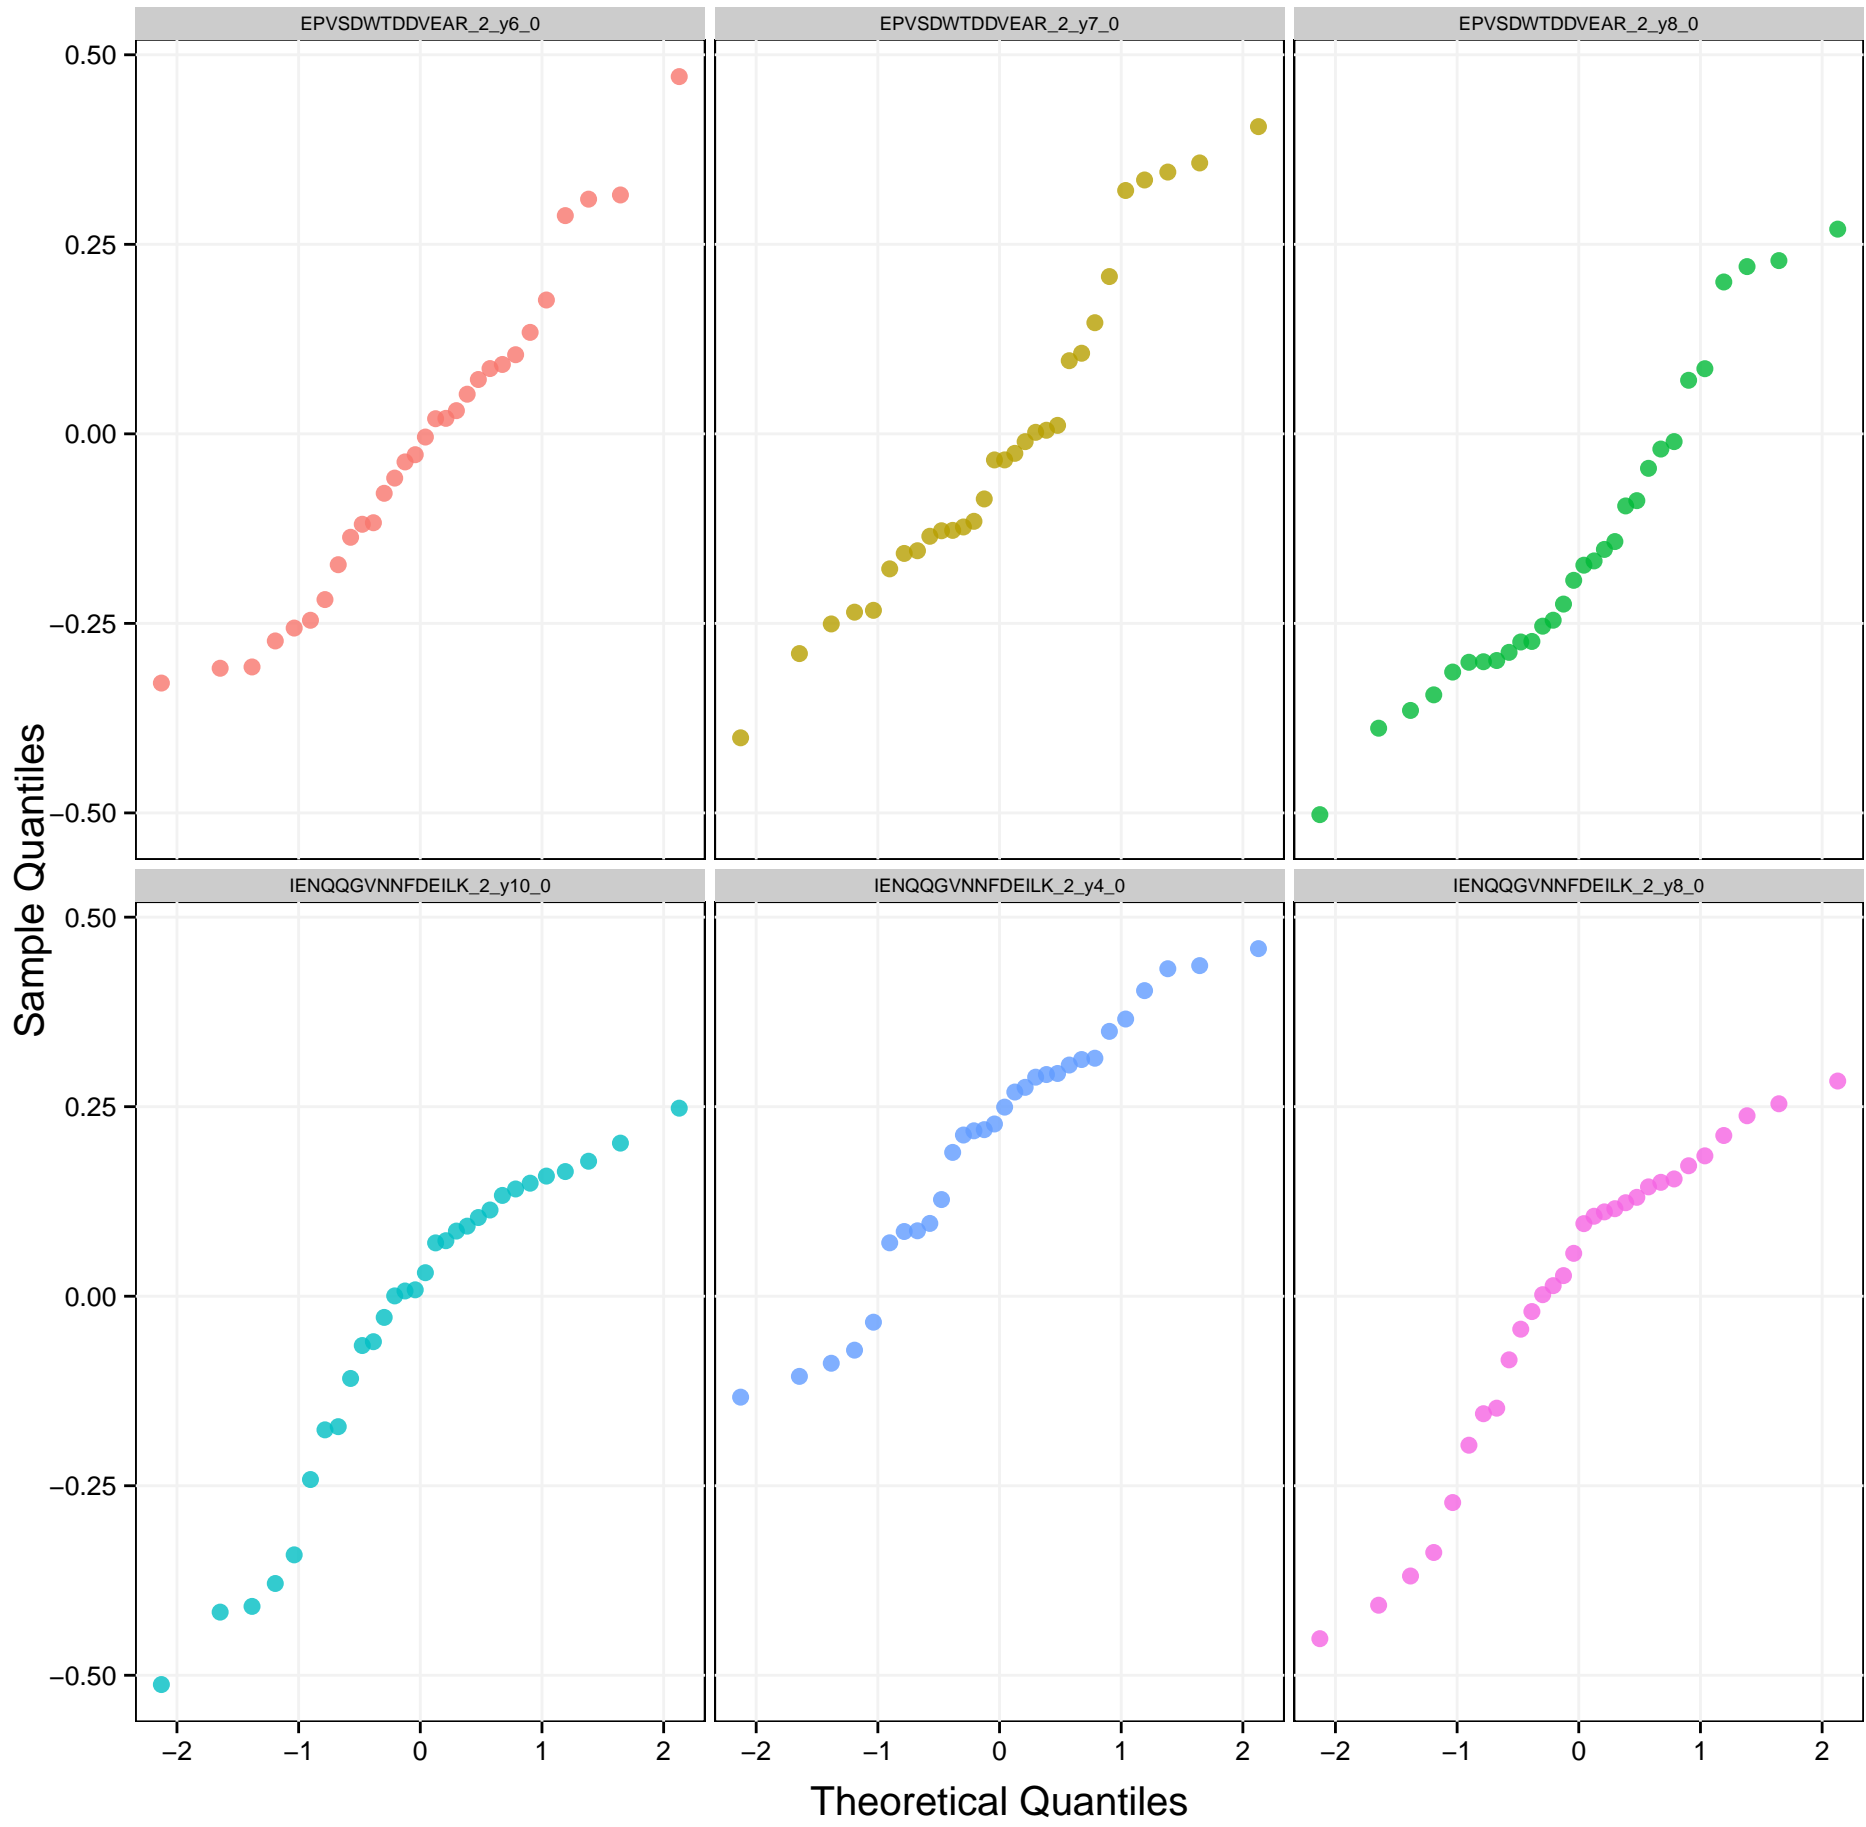 EPVSDWTDDVEAR_2_y6_0
EPVSDWTDDVEAR_2_y7_0
EPVSDWTDDVEAR_2_y8_0
0.50
0.25
0.00
−0.25
−0.50
IENQQGVNNFDEILK_2_y10_0
IENQQGVNNFDEILK_2_y4_0
IENQQGVNNFDEILK_2_y8_0
0.50
0.25
0.00
−0.25
−0.50
Sample Quantiles
−2 −1 0 1 2
−2 −1 0 1 2
−2 −1 0 1 2
Theoretical Quantiles